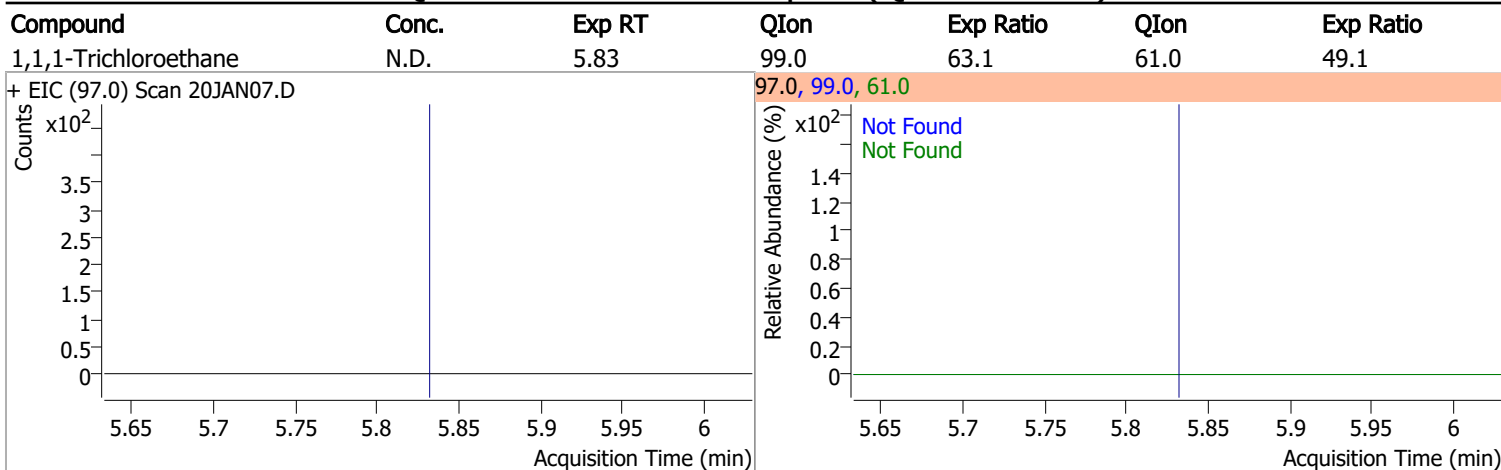 Compound Conc. Exp RT QIon Exp Ratio QIon Exp Ratio
1,1,1-Trichloroethane N.D. 5.83 99.0 63.1 61.0 49.1
+ EIC (97.0) Scan 20JAN07.D
Counts
x10²
3.5
3
2.5
2
1.5
1
0.5
0
5.65 5.7 5.75 5.8 5.85 5.9 5.95 6
Acquisition Time (min)
97.0, 99.0, 61.0
Relative Abundance (%)
x10²
Not Found
Not Found
1.4
1.2
1
0.8
0.6
0.4
0.2
0
5.65 5.7 5.75 5.8 5.85 5.9 5.95 6
Acquisition Time (min)